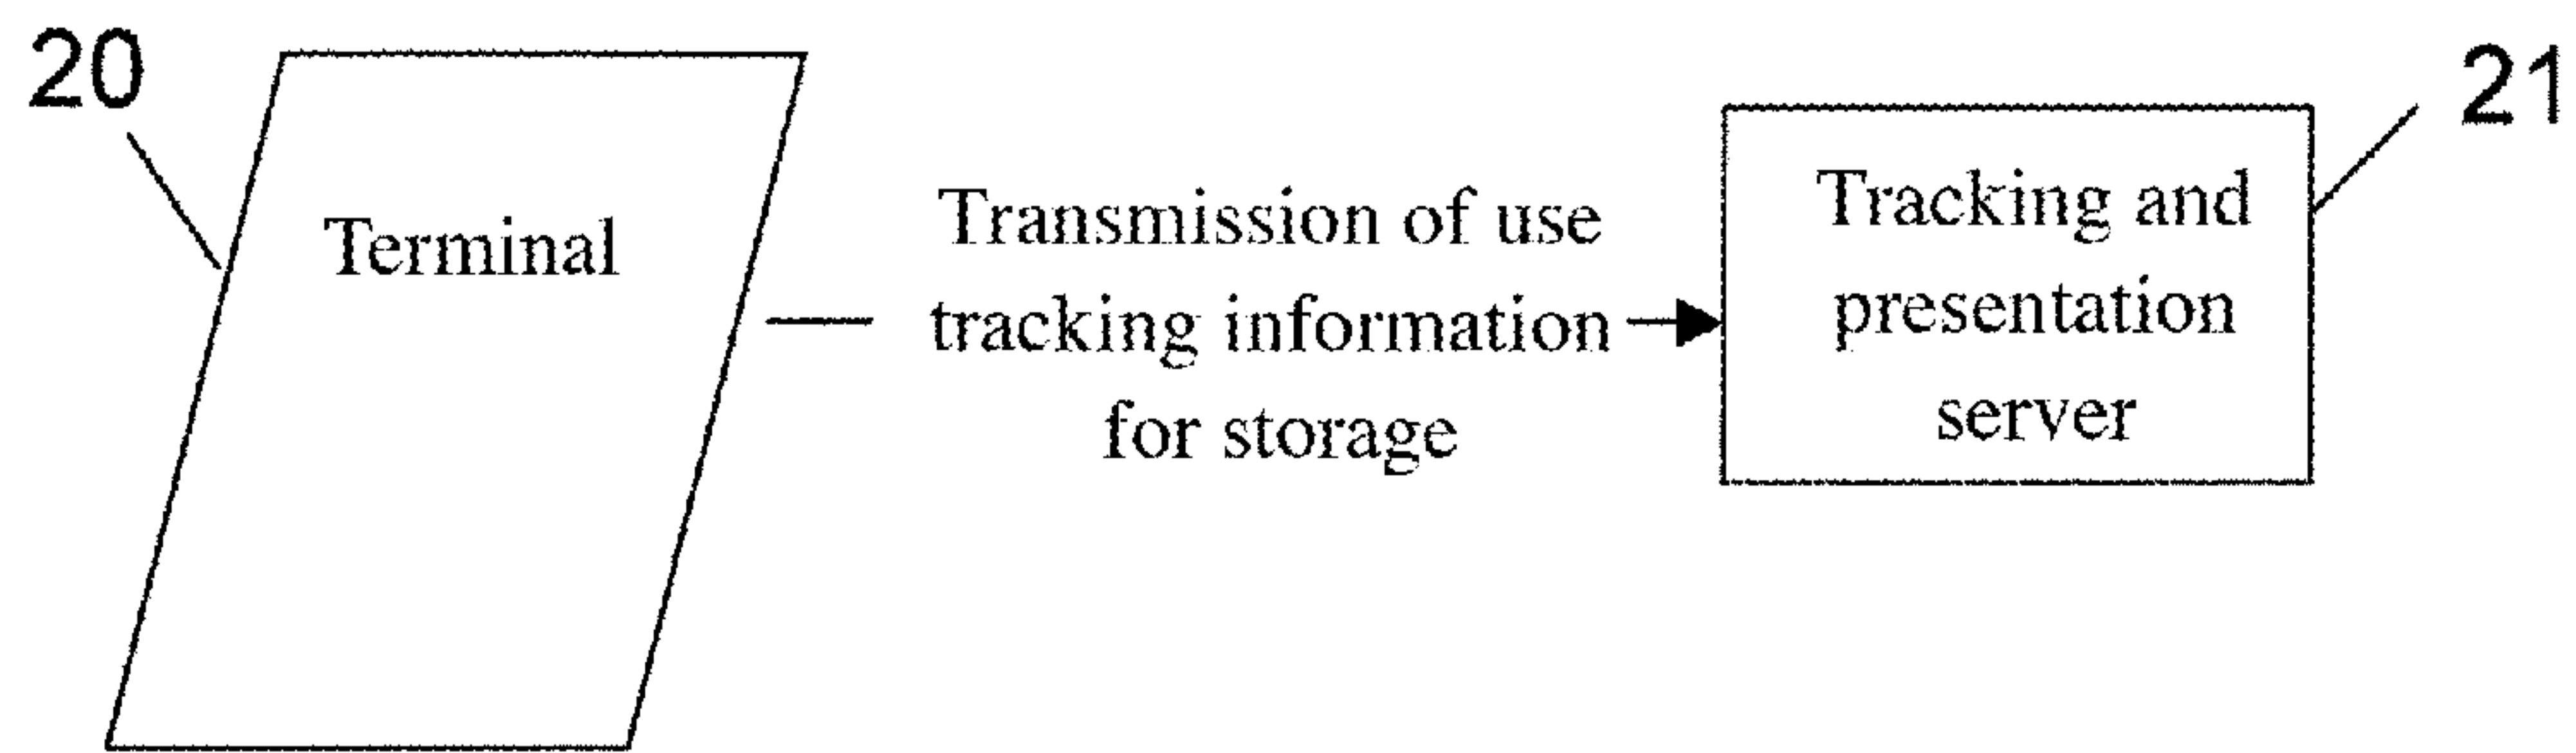 20
Terminal
Transmission of use
tracking information
for storage
Tracking and
presentation
server
21